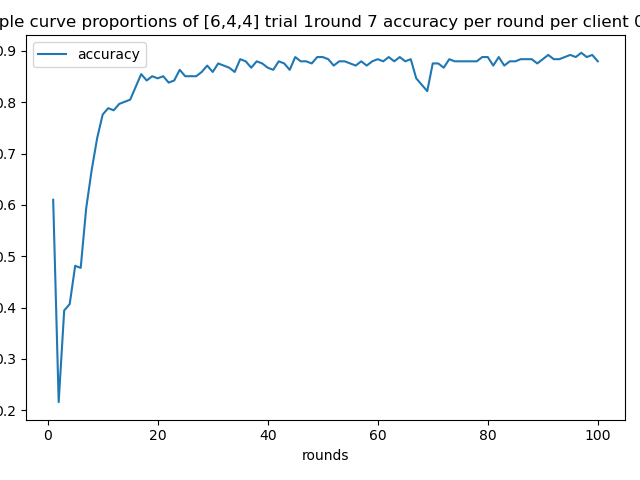 ple curve proportions of [6,4,4] trial 1round 7 accuracy per round per client 0
accuracy
0.9
0.8
0.7
0.6
0.5
0.4
0.3
0.2
0 20 40 60 80 100
rounds